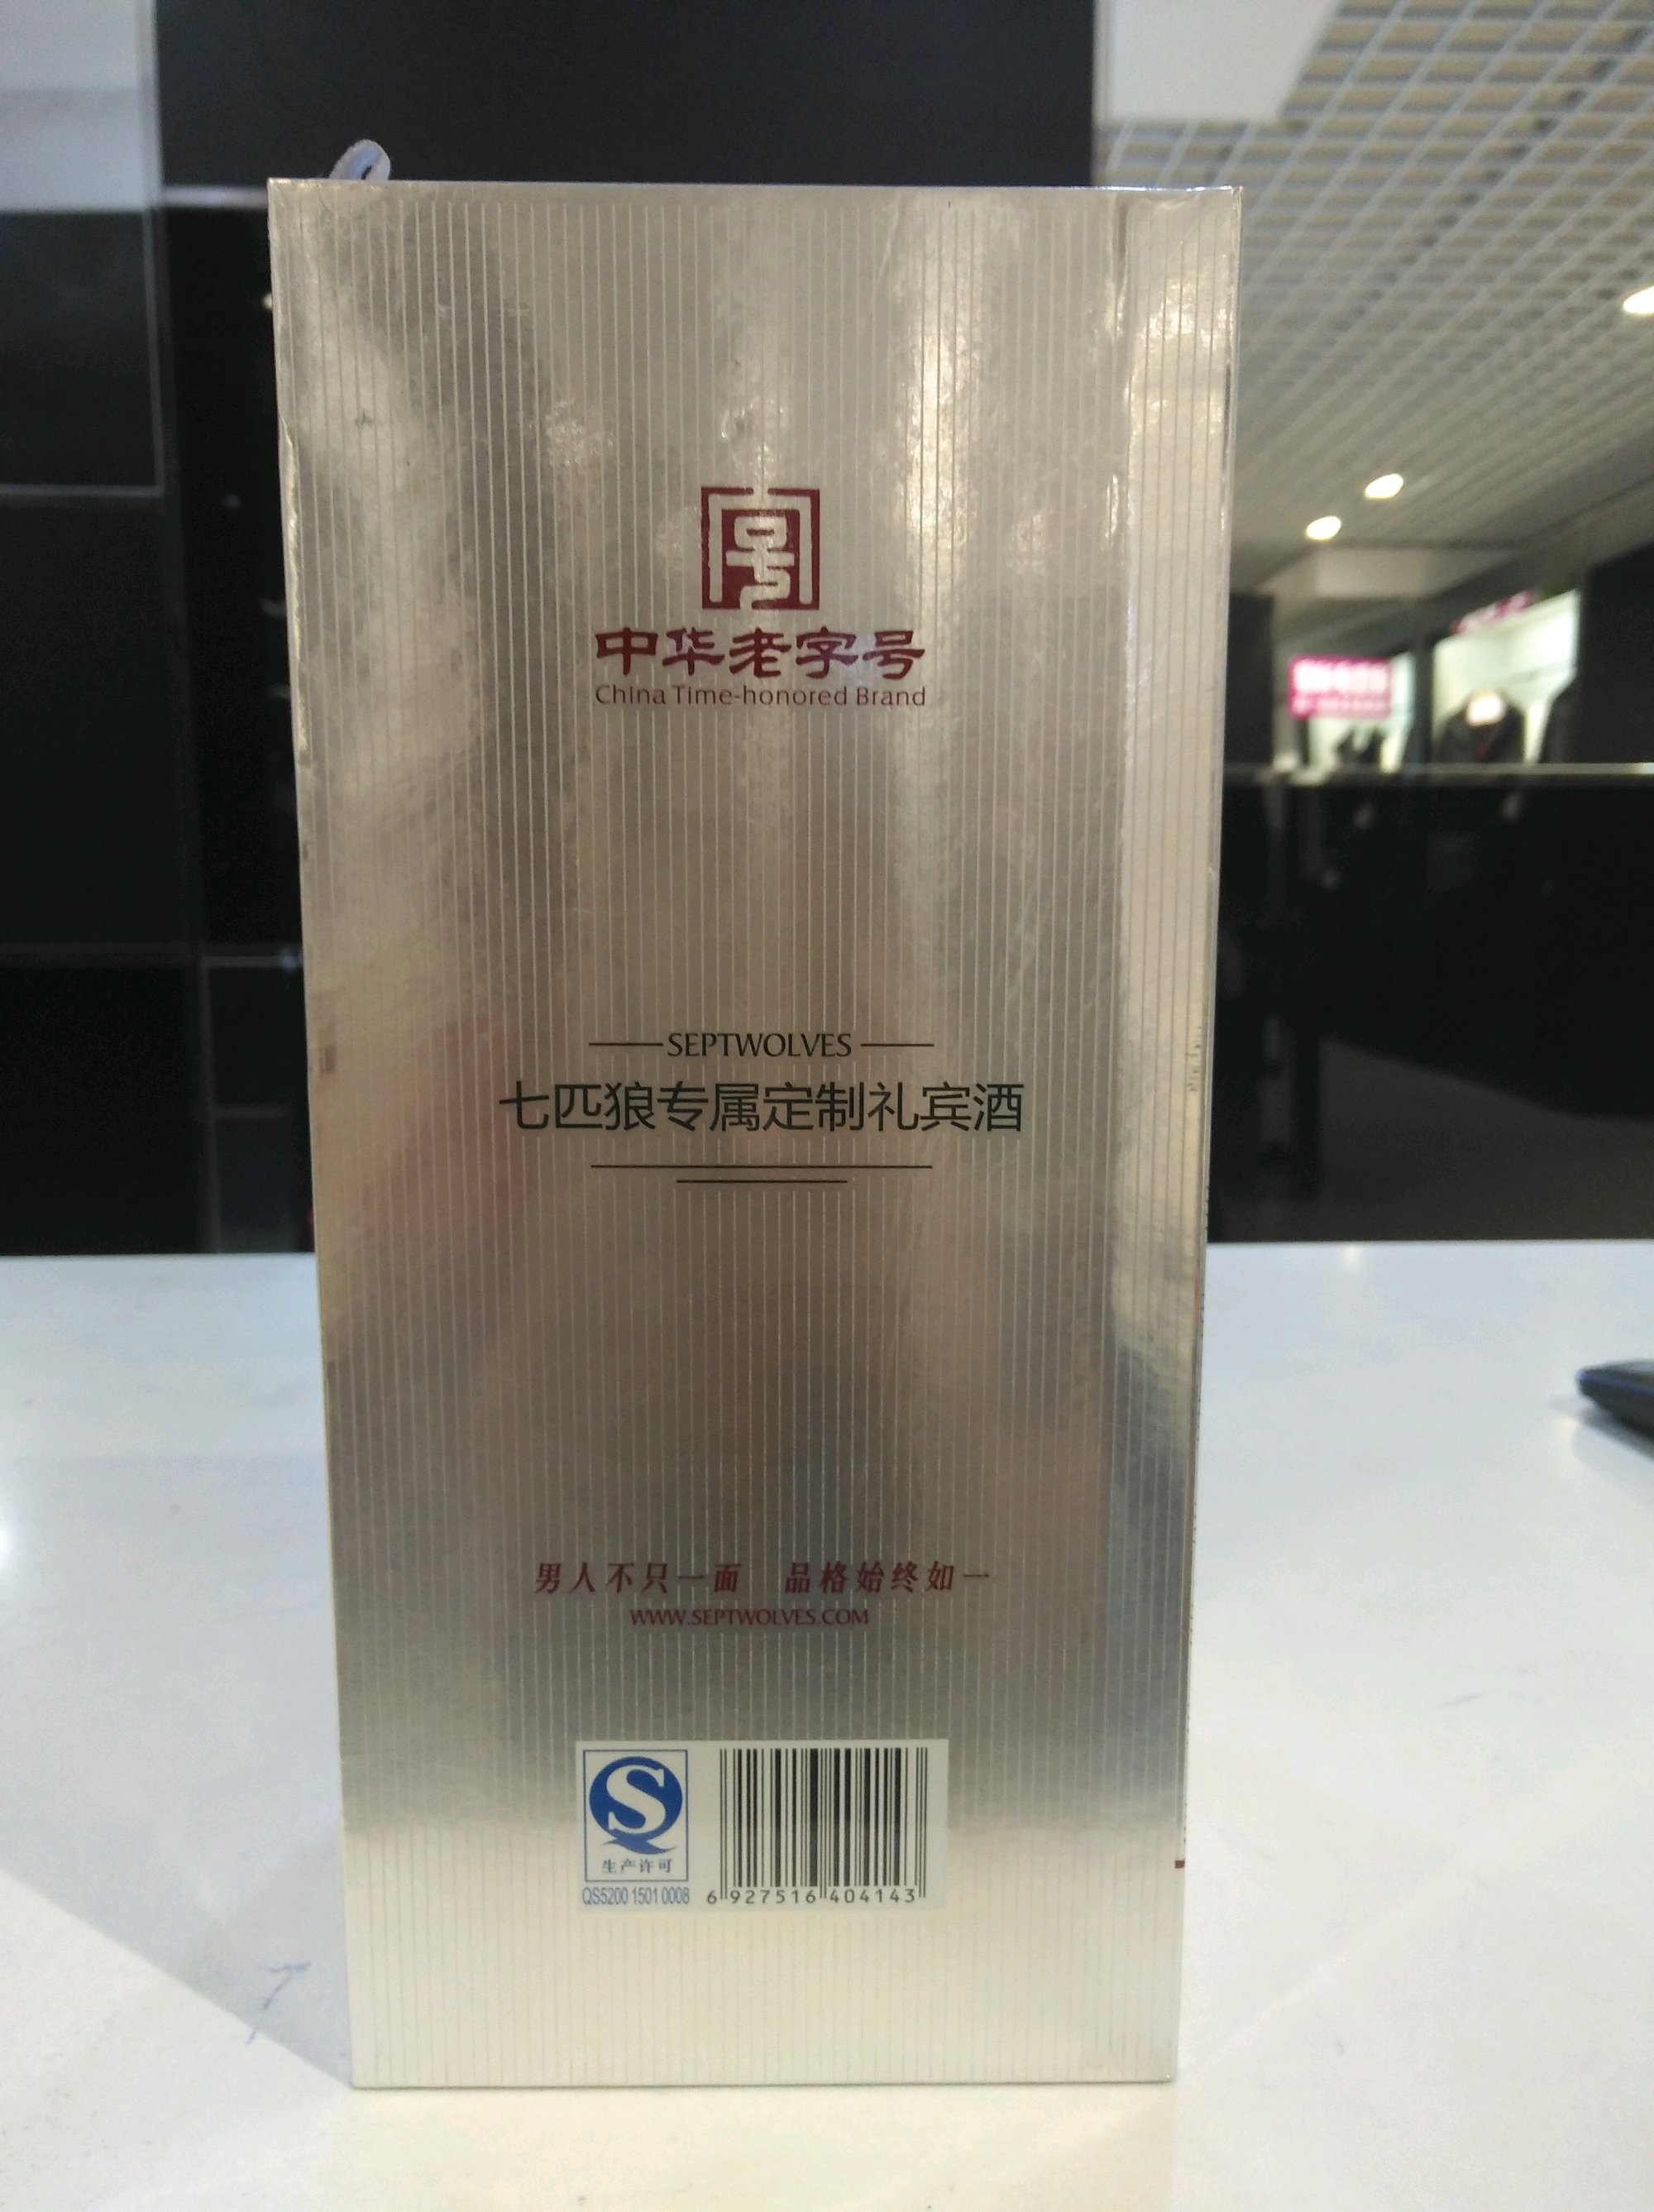 号
中华老字号
China Time-honored Brand
SEPTWOLVES
七匹狼专属定制礼宾酒
男人不只一面 品格始终如一
WWW.SEPTWOLVES.COM
S
生产许可
QS5200 1501 0008
6 927516 404143